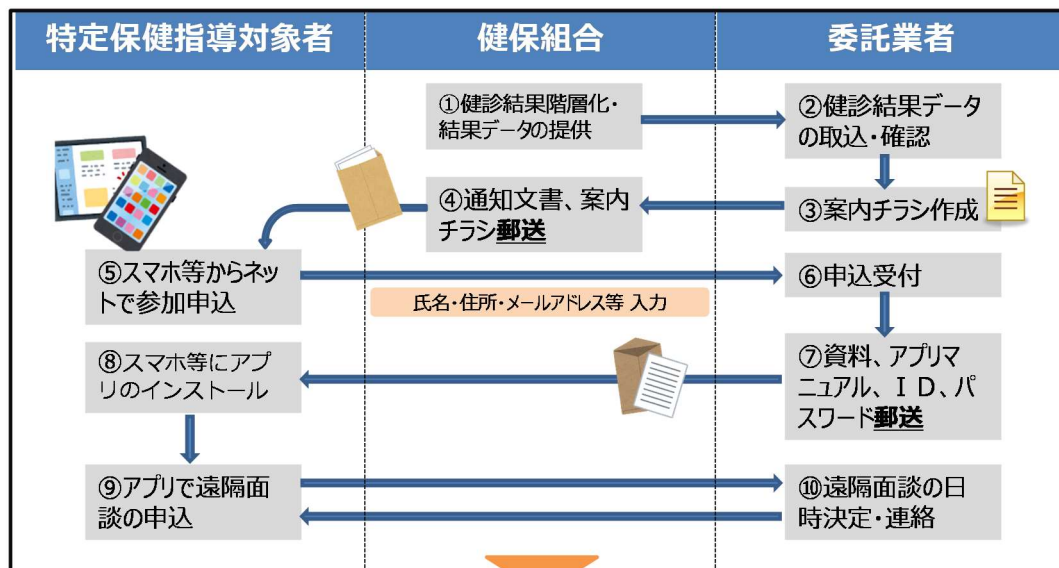 特定保健指導対象者
健保組合
委託業者
①健診結果階層化・
結果データの提供
②健診結果データ
の取込・確認
③案内チラシ作成
④通知文書、案内
チラシ郵送
⑤スマホ等からネッ
トで参加申込
氏名・住所・メールアドレス等 入力
⑥申込受付
⑦資料、アプリマ
ニュアル、ＩＤ、パ
スワード郵送
⑧スマホ等にアプ
リのインストール
⑨アプリで遠隔面
談の申込
⑩遠隔面談の日
時決定・連絡